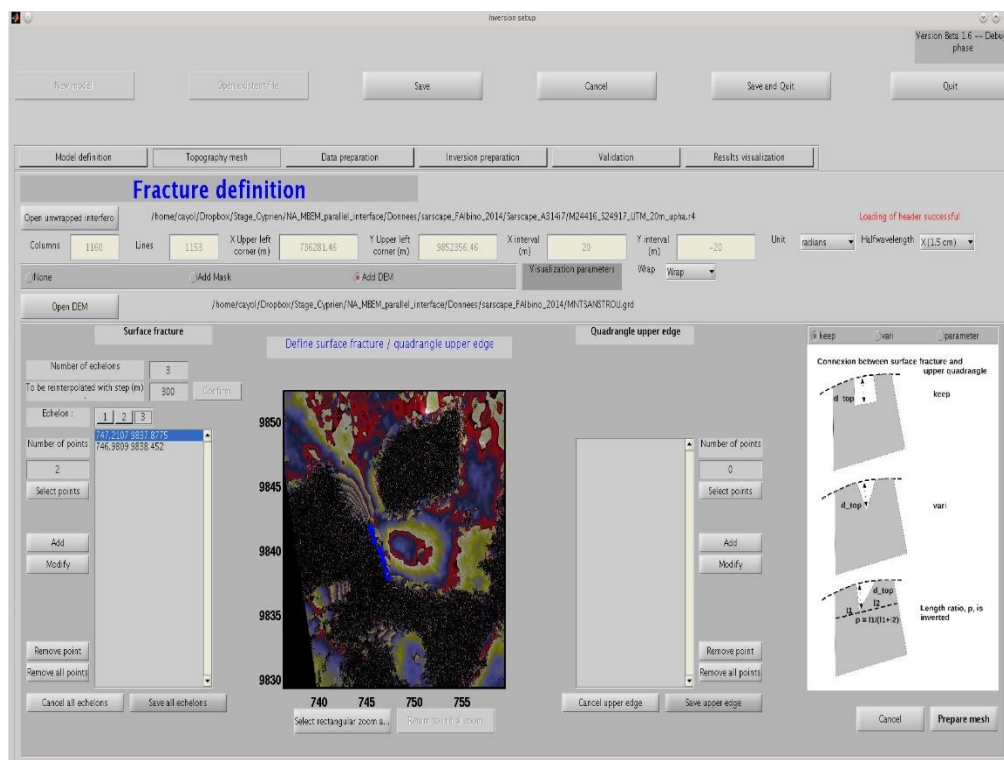 Inversion setup
Version Beta 1.6 -- Debu
phase
New model
Open existent file
Save
Cancel
Save and Quit
Quit
Model definition
Topography mesh
Data preparation
Inversion preparation
Validation
Results visualization
Fracture definition
Open unwrapped interfero
/home/cayol/Dropbox/Stage_Cyprien/NA_MBEM_parallel_interface/Donnees/sarscape_FAlbino_2014/Sarscape_A314i7/M24416_S24917_UTM_20m_upha.r4
Loading of header successful
Columns
1160
Lines
1153
X Upper left
corner (m)
736281.46
Y Upper left
corner (m)
9852356.46
X interval
(m)
20
Y interval
(m)
-20
Unit
radians
Halfwavelength
X (1.5 cm)
None
Add Mask
Add DEM
Visualization parameters
Wrap
Wrap
Open DEM
/home/cayol/Dropbox/Stage_Cyprien/NA_MBEM_parallel_interface/Donnees/sarscape_FAlbino_2014/MNTSANSTROU.grd
Surface fracture
Define surface fracture / quadrangle upper edge
Quadrangle upper edge
keep
vari
parameter
Number of echelons
3
To be reinterpolated with step (m)
300
Confirm
Echelon :
1
2
3
Number of points
2
Select points
Add
Modify
Remove point
Remove all points
747.2107 9837.8775
746.9809 9838.452
Cancel all echelons
Save all echelons
9850
9845
9840
9835
9830
740
745
750
755
Select rectangular zoom a...
Return to initial zoom
Number of points
0
Select points
Add
Modify
Remove point
Remove all points
Cancel upper edge
Save upper edge
Connexion between surface fracture and
upper quadrangle
d_top
keep
d_top
vari
d_top
l1
l2
p = l1/(l1+l2)
Length ratio, p, is
inverted
Cancel
Prepare mesh